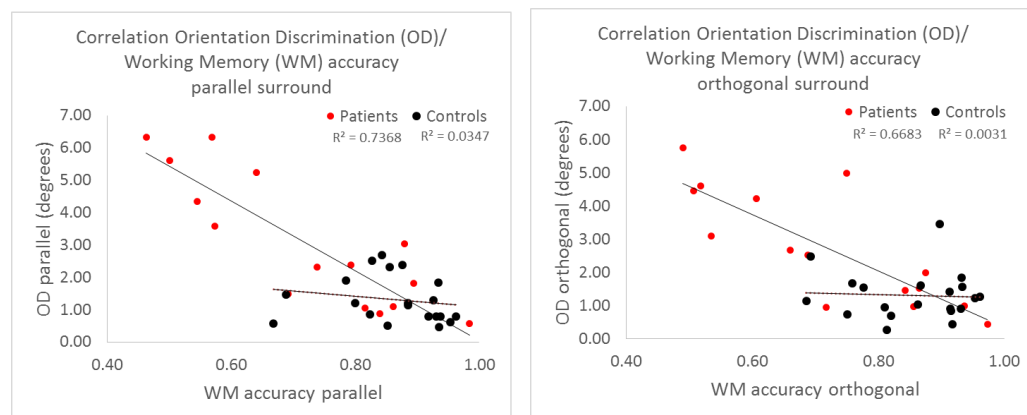 Correlation Orientation Discrimination (OD)/
Working Memory (WM) accuracy
parallel surround
7.00
6.00
5.00
4.00
3.00
2.00
1.00
0.00
OD parallel (degrees)
Patients
Controls
R² = 0.7368
R² = 0.0347
0.40
0.60
0.80
1.00
WM accuracy parallel
Correlation Orientation Discrimination (OD)/
Working Memory (WM) accuracy
orthogonal surround
7.00
6.00
5.00
4.00
3.00
2.00
1.00
0.00
OD orthogonal (degrees)
Patients
Controls
R² = 0.6683
R² = 0.0031
0.40
0.60
0.80
1.00
WM accuracy orthogonal